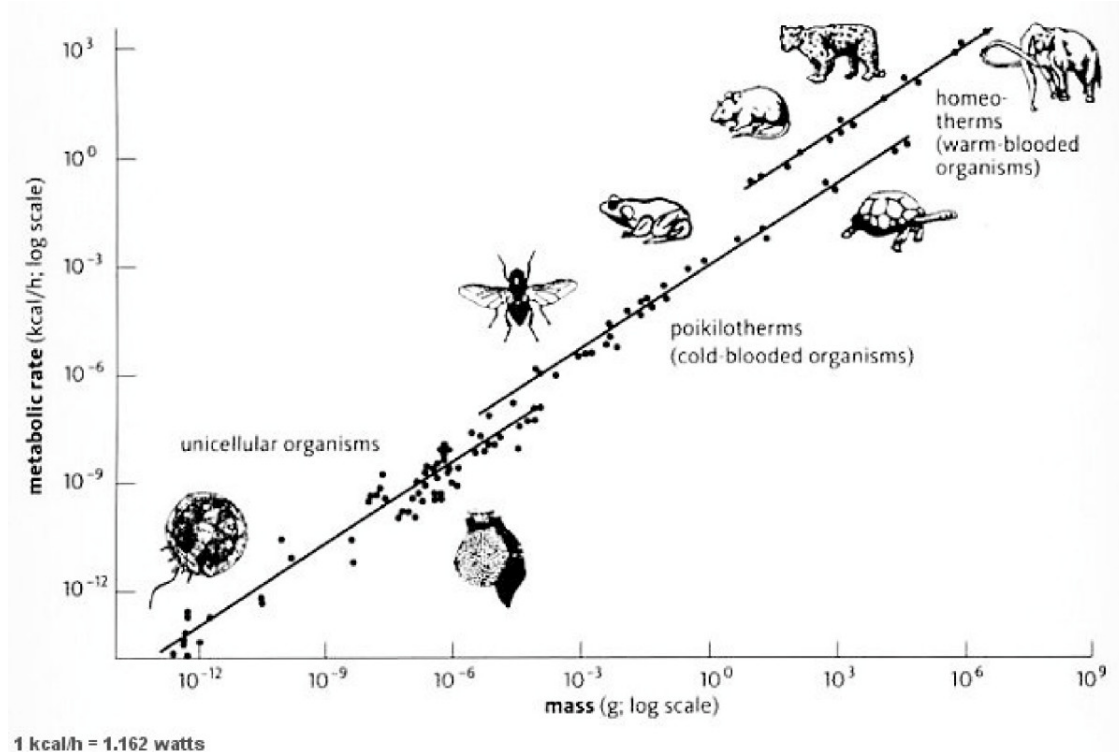 10³
10⁰
10⁻³
10⁻⁶
10⁻⁹
10⁻¹²
metabolic rate (kcal/h; log scale)
homeo-
therms
(warm-blooded
organisms)
poikilotherms
(cold-blooded organisms)
unicellular organisms
10⁻¹² 10⁻⁹ 10⁻⁶ 10⁻³ 10⁰ 10³ 10⁶ 10⁹
mass (g; log scale)
1 kcal/h = 1.162 watts